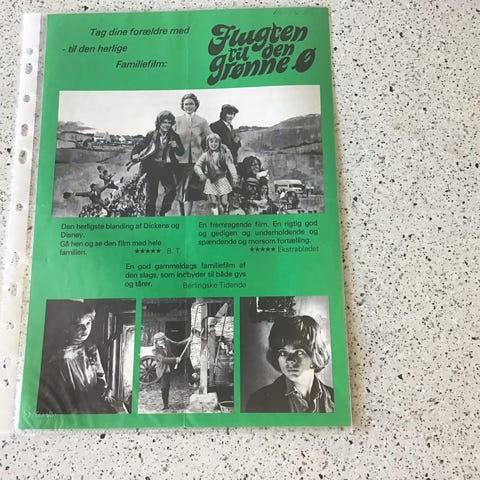 Tag dine forældre med
- til den herlige
Familiefilm:
Flugten
til den
grønne Ø
Den herligste blanding af Dickens og
Disney.
Gå hen og se den film med hele
familien.
★★★★★ B. T.
En fremragende film. En rigtig god
og gedigen og underholdende og
spændende og morsom fortælling.
★★★★★ Ekstrabladet
En god gammeldags familiefilm af
den slags, som indbyder til både gys
og tårer.
Berlingske Tidende